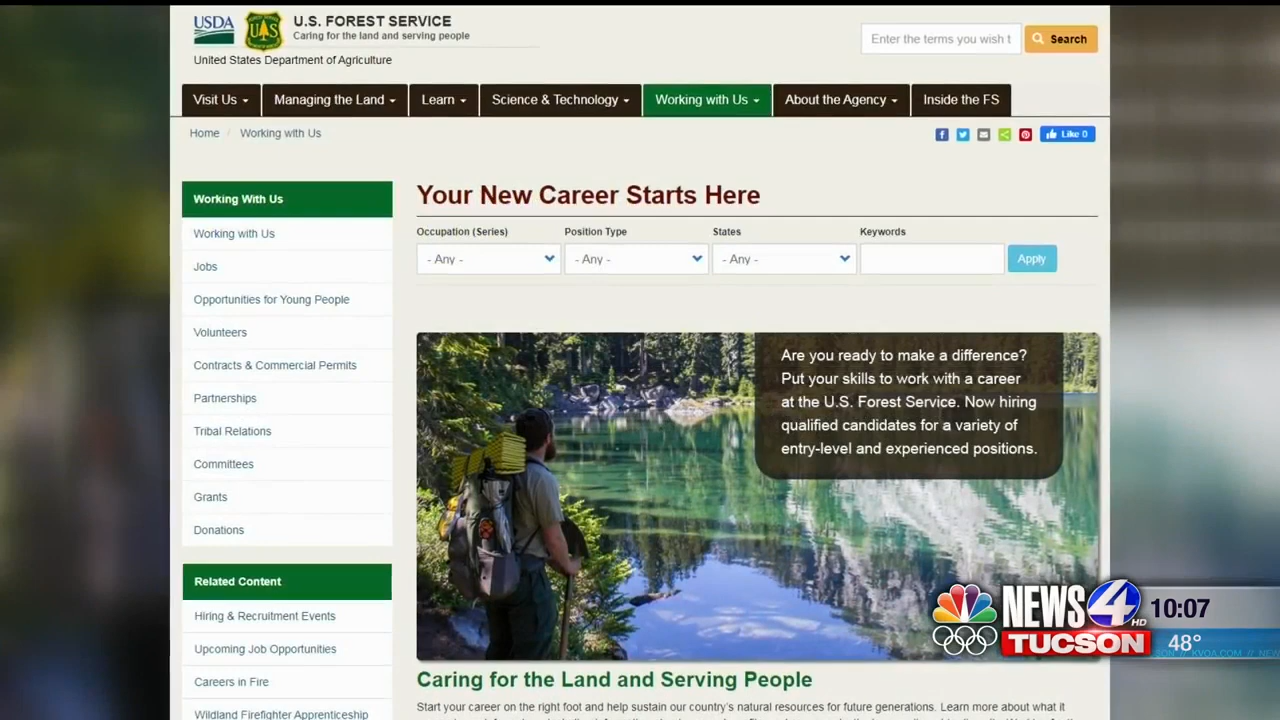 USDA
UAS
U.S. FOREST SERVICE
Caring for the land and serving people
United States Department of Agriculture
Enter the terms you wish t
Search
Visit Us
Managing the Land
Learn
Science & Technology
Working with Us
About the Agency
Inside the FS
Home / Working with Us
Like 0
Working With Us
Working with Us
Jobs
Opportunities for Young People
Volunteers
Contracts & Commercial Permits
Partnerships
Tribal Relations
Committees
Grants
Donations
Related Content
Hiring & Recruitment Events
Upcoming Job Opportunities
Careers in Fire
Wildland Firefighter Apprenticeship
Your New Career Starts Here
Occupation (Series)
Position Type
States
Keywords
- Any -
- Any -
- Any -
Apply
Are you ready to make a difference?
Put your skills to work with a career
at the U.S. Forest Service. Now hiring
qualified candidates for a variety of
entry-level and experienced positions.
Caring for the Land and Serving People
Start your career on the right foot and help sustain our country's natural resources for future generations. Learn more about what it
NEWS 4 HD
TUCSON
10:07
48°
SON // KVOA.COM // NEW